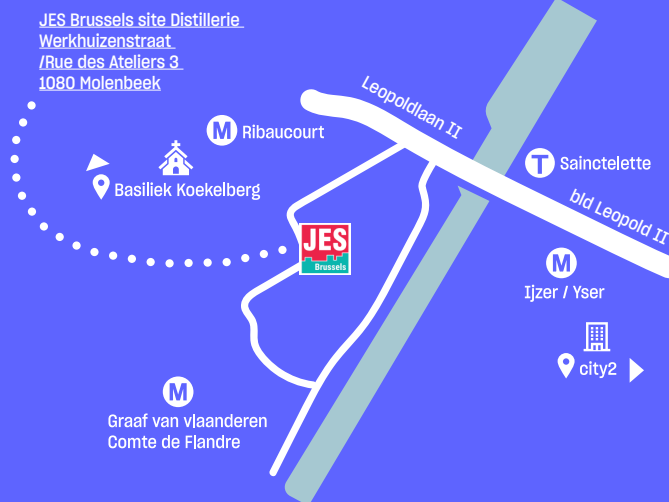 JES Brussels site Distillerie
Werkhuizenstraat
/Rue des Ateliers 3
1080 Molenbeek
Leopoldlaan II
M Ribaucourt
T Sainctelette
Basiliek Koekelberg
bld Leopold II
JES
Brussels
M
Ijzer / Yser
city2
M
Graaf van vlaanderen
Comte de Flandre